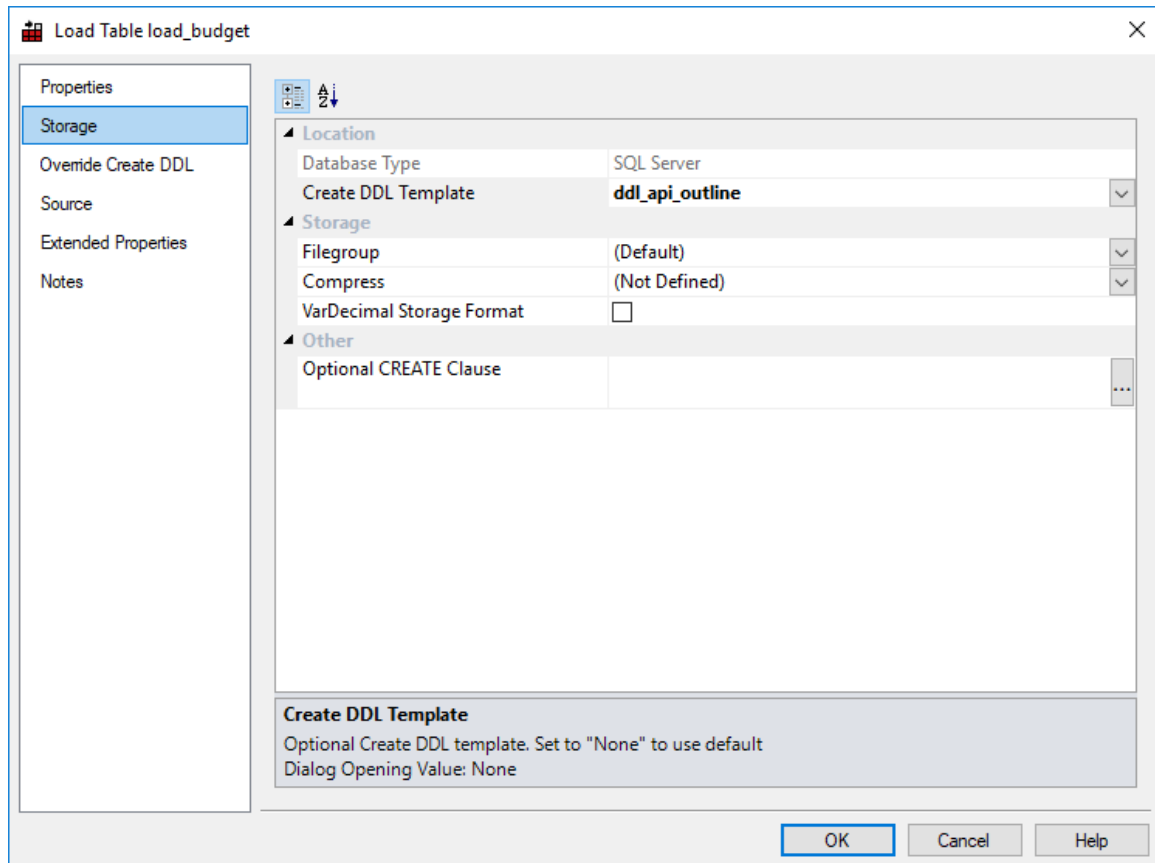 Load Table load_budget
Properties
Storage
Override Create DDL
Source
Extended Properties
Notes
A
Z
Location
Database Type SQL Server
Create DDL Template ddl_api_outline
Storage
Filegroup (Default)
Compress (Not Defined)
VarDecimal Storage Format
Other
Optional CREATE Clause ...
Create DDL Template
Optional Create DDL template. Set to "None" to use default
Dialog Opening Value: None
OK Cancel Help